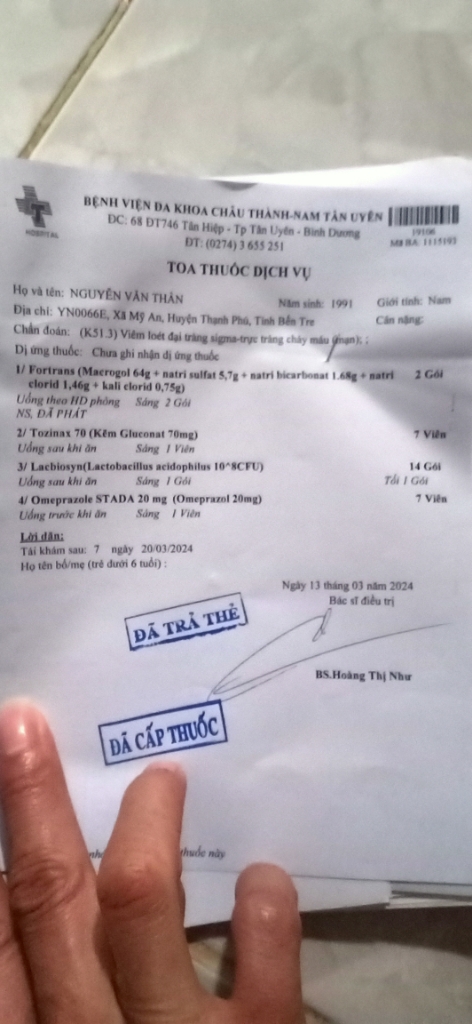 HOSPITAL
BỆNH VIỆN ĐA KHOA CHÂU THÀNH-NAM TÂN UYÊN
ĐC: 68 ĐT746 Tân Hiệp - Tp Tân Uyên - Bình Dương
ĐT: (0274) 3 655 251
19106
Mã BA: 1115193
TOA THUỐC DỊCH VỤ
Họ và tên: NGUYỄN VĂN THÂN Năm sinh: 1991 Giới tính: Nam
Địa chỉ: YN0066E, Xã Mỹ An, Huyện Thạnh Phú, Tỉnh Bến Tre Cân nặng:
Chẩn đoán: (K51.3) Viêm loét đại tràng sigma-trực tràng chảy máu (mạn); ;
Dị ứng thuốc: Chưa ghi nhận dị ứng thuốc
1/ Fortrans (Macrogol 64g + natri sulfat 5,7g + natri bicarbonat 1.68g + natri 2 Gói
clorid 1,46g + kali clorid 0,75g)
Uống theo HD phòng Sáng 2 Gói
NS, ĐÃ PHÁT
2/ Tozinax 70 (Kẽm Gluconat 70mg) 7 Viên
Uống sau khi ăn Sáng 1 Viên
3/ Lacbiosyn(Lactobacillus acidophilus 10^8CFU) 14 Gói
Uống sau khi ăn Sáng 1 Gói Tối 1 Gói
4/ Omeprazole STADA 20 mg (Omeprazol 20mg) 7 Viên
Uống trước khi ăn Sáng 1 Viên
Lời dặn:
Tái khám sau: 7 ngày 20/03/2024
Họ tên bố/mẹ (trẻ dưới 6 tuổi) :
Ngày 13 tháng 03 năm 2024
Bác sĩ điều trị
ĐÃ TRẢ THẺ
BS.Hoàng Thị Như
ĐÃ CẤP THUỐC
thuốc này